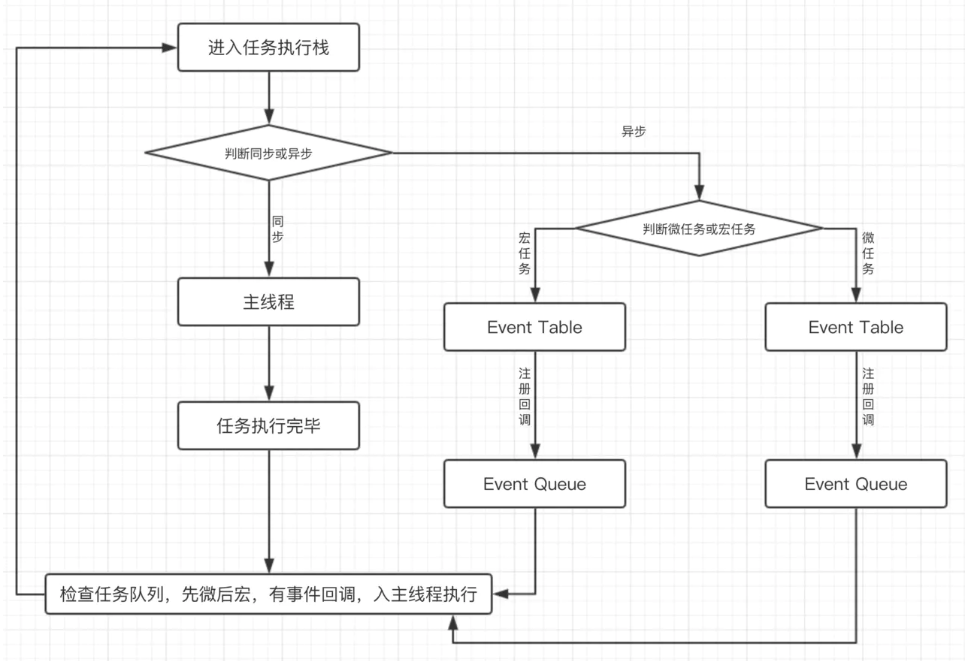 进入任务执行栈
判断同步或异步
异步
同步
判断微任务或宏任务
宏任务
微任务
主线程
Event Table
Event Table
注册回调
注册回调
任务执行完毕
Event Queue
Event Queue
检查任务队列，先微后宏，有事件回调，入主线程执行